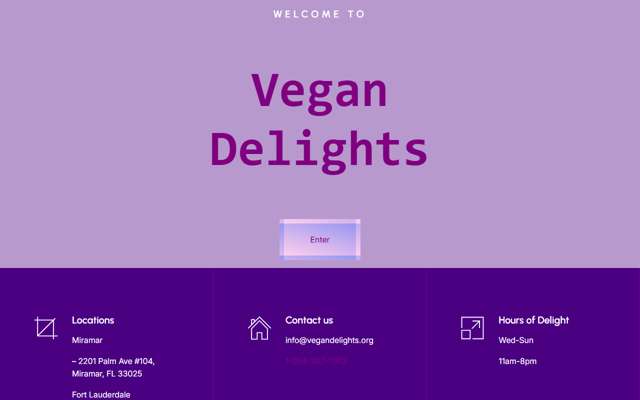 WELCOME TO
Vegan
Delights
Enter
Locations
Miramar
– 2201 Palm Ave #104,
Miramar, FL 33025
Fort Lauderdale
Contact us
info@vegandelights.org
Hours of Delight
Wed-Sun
11am-8pm